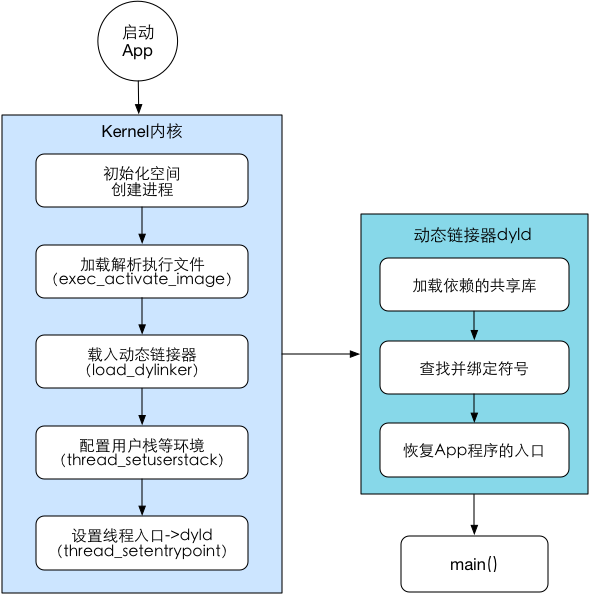 启动
App
Kernel内核
初始化空间
创建进程
加载解析执行文件
（exec_activate_image）
载入动态链接器
（load_dylinker）
配置用户栈等环境
（thread_setuserstack）
设置线程入口->dyld
（thread_setentrypoint）
动态链接器dyld
加载依赖的共享库
查找并绑定符号
恢复App程序的入口
main()